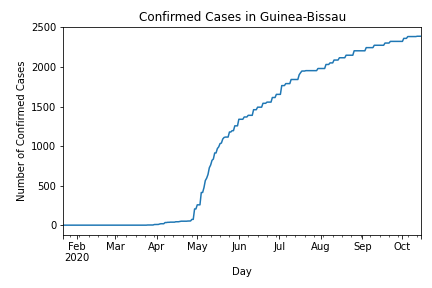 Confirmed Cases in Guinea-Bissau
Number of Confirmed Cases
2500
2000
1500
1000
500
0
Feb Mar Apr May Jun Jul Aug Sep Oct
2020
Day